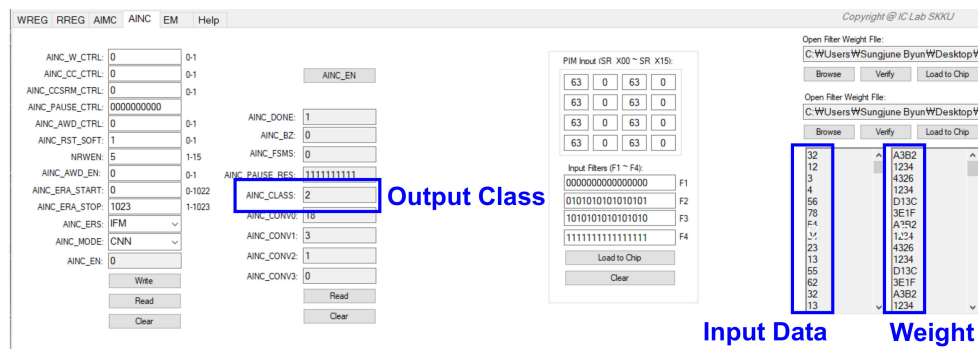 WREG RREG AIMC AINC EM Help
Copyright @ IC Lab SKKU
AINC_W_CTRL: 0 0-1
AINC_CC_CTRL: 0 0-1
AINC_CCSRM_CTRL: 0 0-1
AINC_PAUSE_CTRL: 0000000000
AINC_AWD_CTRL: 0 0-1
AINC_RST_SOFT: 1 0-1
NRWEN: 5 1-15
AINC_AWD_EN: 0 0-1
AINC_ERA_START: 0 0-1022
AINC_ERA_STOP: 1023 1-1023
AINC_ERS: IFM
AINC_MODE: CNN
AINC_EN: 0
Write
Read
Clear
AINC_EN
AINC_DONE: 1
AINC_BZ: 0
AINC_FSMS: 0
AINC_PAUSE_RES: 1111111111
AINC_CLASS: 2
Output Class
AINC_CONV0: 18
AINC_CONV1: 3
AINC_CONV2: 1
AINC_CONV3: 0
Read
Clear
PIM Input (SR X00 ~ SR X15):
63 0 63 0
63 0 63 0
63 0 63 0
63 0 63 0
Input Filters (F1 ~ F4):
0000000000000000 F1
0101010101010101 F2
1010101010101010 F3
1111111111111111 F4
Load to Chip
Clear
Open Filter Weight FIle:
C:₩Users₩Sungjune Byun₩Desktop₩
Browse Verify Load to Chip
Open Filter Weight FIle:
C:₩Users₩Sungjune Byun₩Desktop₩
Browse Verify Load to Chip
32 A3B2
12 1234
3 4326
4 1234
56 D13C
78 3E1F
54 A3B2
34 1234
23 4326
13 1234
55 D13C
62 3E1F
32 A3B2
13 1234
Input Data Weight